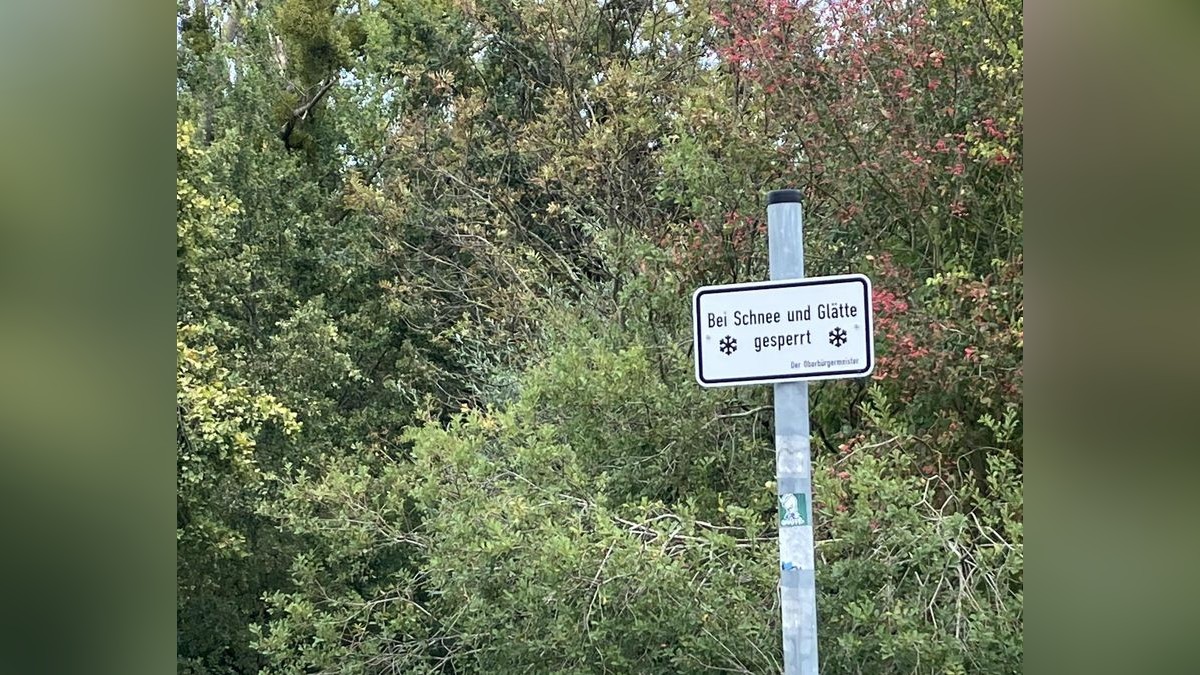 Bei Schnee und Glätte
gesperrt
Der Oberbürgermeister